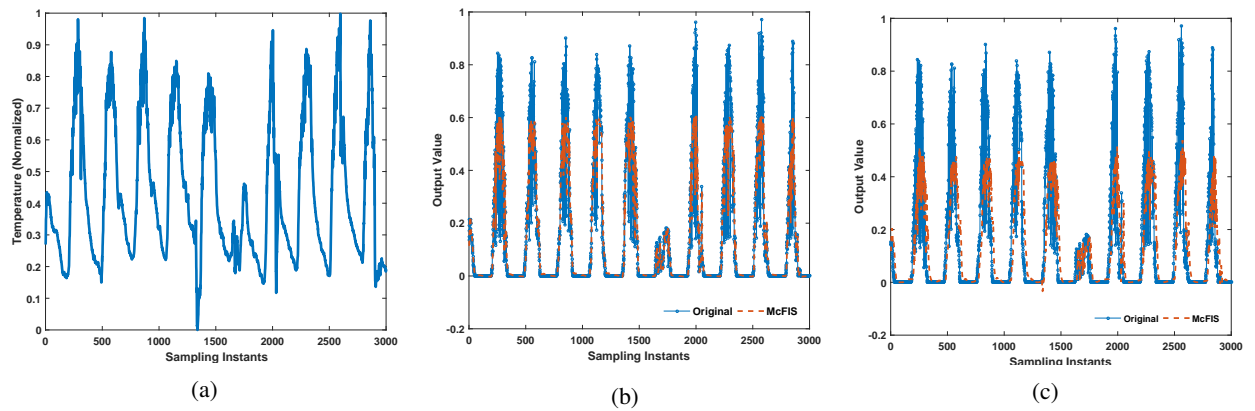 1
0.9
0.8
0.7
0.6
0.5
0.4
0.3
0.2
0.1
0
Temperature (Normalized)
0 500 1000 1500 2000 2500 3000
Sampling Instants
(a)
1
0.8
0.6
0.4
0.2
0
-0.2
Output Value
Original McFIS
0 500 1000 1500 2000 2500 3000
Sampling Instants
(b)
1
0.8
0.6
0.4
0.2
0
-0.2
Output Value
Original McFIS
0 500 1000 1500 2000 2500 3000
Sampling Instants
(c)